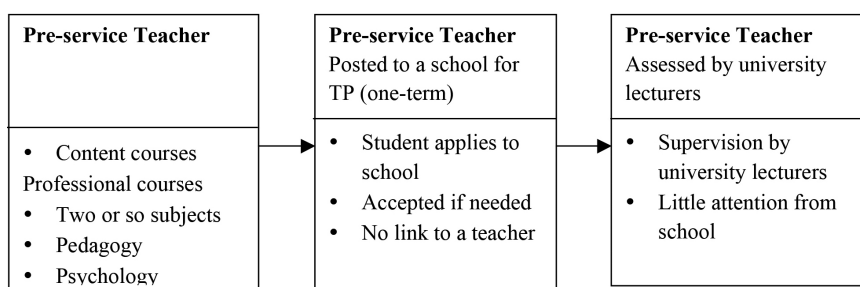 Pre-service Teacher
• Content courses
Professional courses
• Two or so subjects
• Pedagogy
• Psychology
Pre-service Teacher
Posted to a school for
TP (one-term)
• Student applies to
school
• Accepted if needed
• No link to a teacher
Pre-service Teacher
Assessed by university
lecturers
• Supervision by
university lecturers
• Little attention from
school